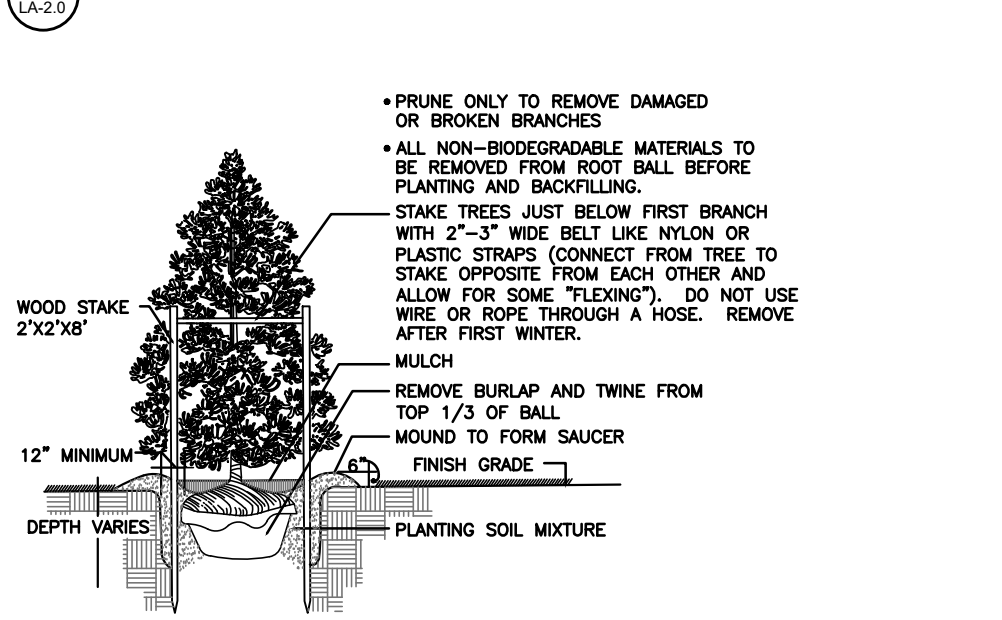 LA-2.0
• PRUNE ONLY TO REMOVE DAMAGED
OR BROKEN BRANCHES
• ALL NON-BIODEGRADABLE MATERIALS TO
BE REMOVED FROM ROOT BALL BEFORE
PLANTING AND BACKFILLING.
STAKE TREES JUST BELOW FIRST BRANCH
WITH 2"-3" WIDE BELT LIKE NYLON OR
PLASTIC STRAPS (CONNECT FROM TREE TO
STAKE OPPOSITE FROM EACH OTHER AND
ALLOW FOR SOME "FLEXING"). DO NOT USE
WIRE OR ROPE THROUGH A HOSE. REMOVE
AFTER FIRST WINTER.
WOOD STAKE
2'X2'X8'
MULCH
REMOVE BURLAP AND TWINE FROM
TOP 1/3 OF BALL
MOUND TO FORM SAUCER
12" MINIMUM
6"
FINISH GRADE
DEPTH VARIES
PLANTING SOIL MIXTURE